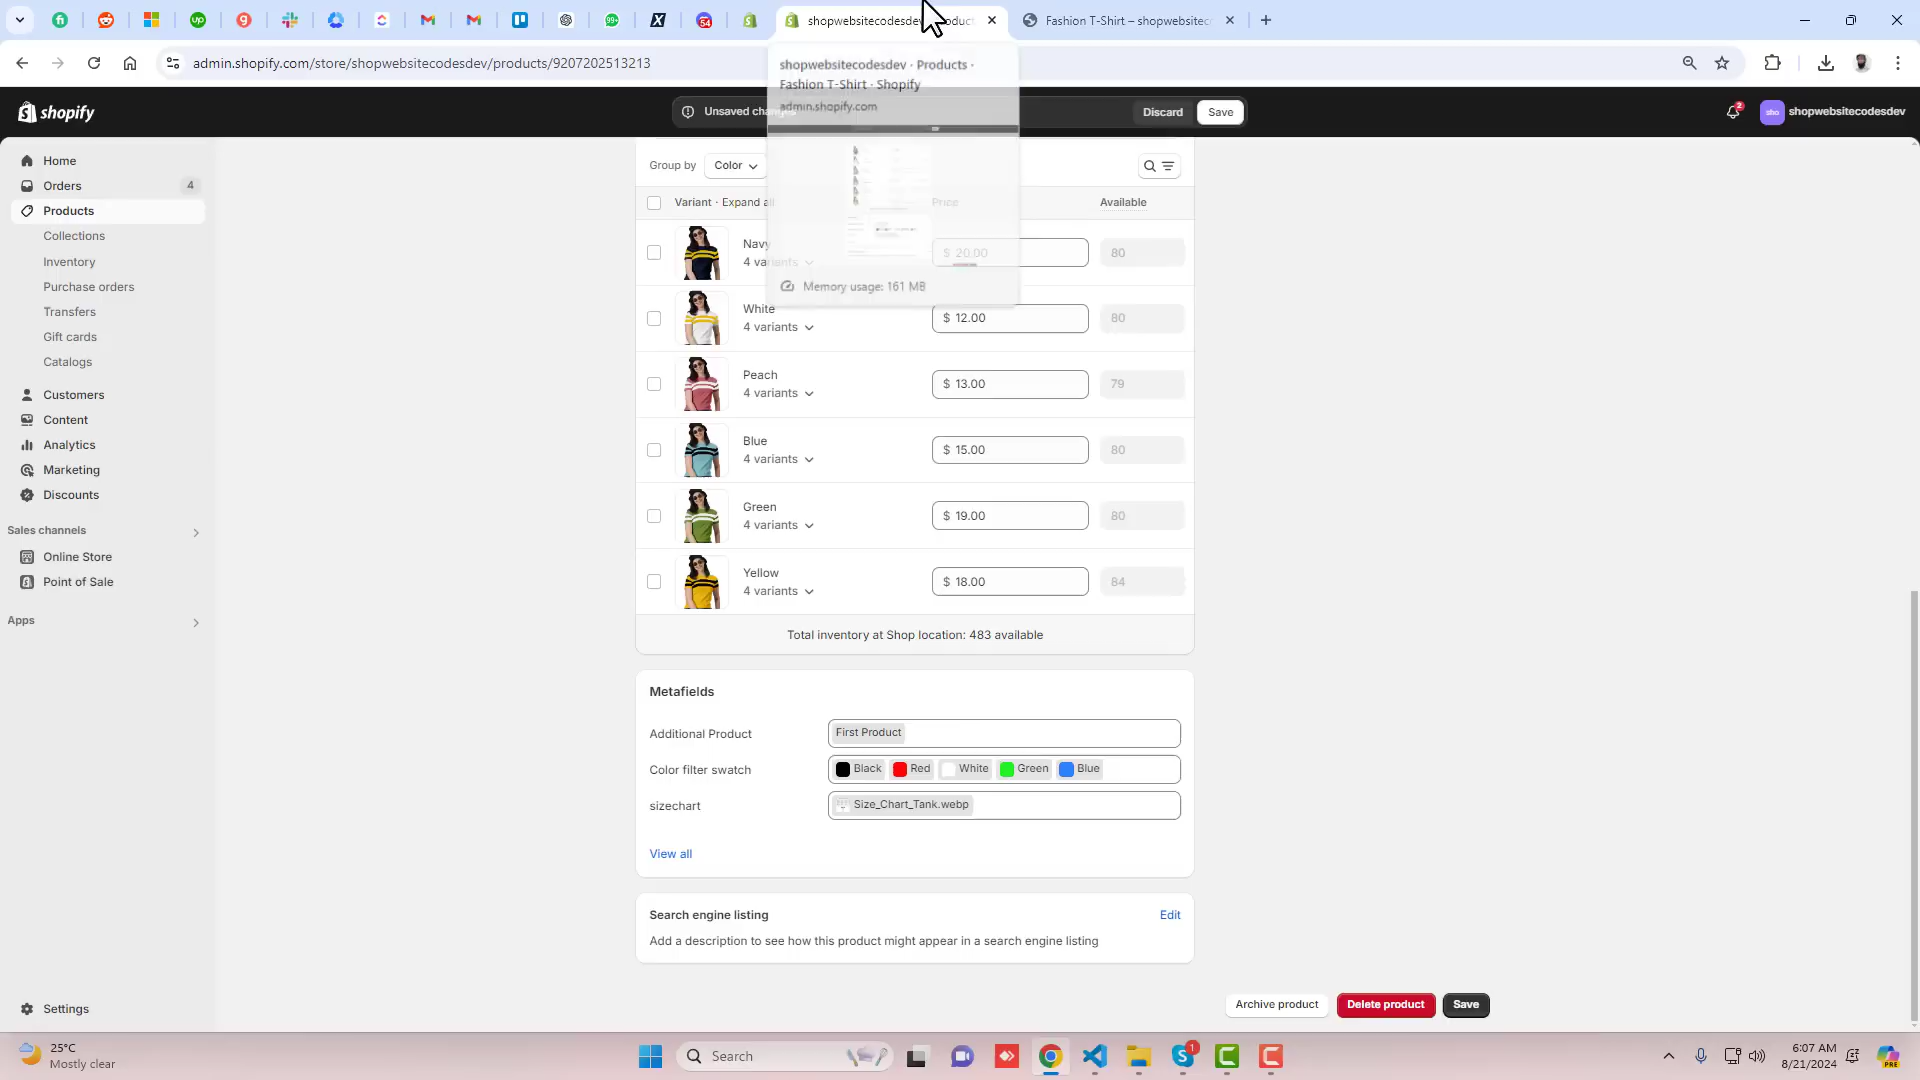 shopwebsitecodesdev
Fashion T-Shirt – shopwebsitec
admin.shopify.com/store/shopwebsitecodesdev/products/9207202513213
shopwebsitecodesdev · Products ·
Fashion T-Shirt · Shopify
admin.shopify.com
Memory usage: 161 MB
shopify
Unsaved chang
Discard
Save
2
sho
shopwebsitecodesdev
Home
Orders
4
Products
Collections
Inventory
Purchase orders
Transfers
Gift cards
Catalogs
Customers
Content
Analytics
Marketing
Discounts
Sales channels
Online Store
Point of Sale
Apps
Settings
Group by
Color
Variant · Expand all
Price
Available
Navy
4 variants
$ 20.00
80
White
4 variants
$ 12.00
80
Peach
4 variants
$ 13.00
79
Blue
4 variants
$ 15.00
80
Green
4 variants
$ 19.00
80
Yellow
4 variants
$ 18.00
84
Total inventory at Shop location: 483 available
Metafields
Additional Product
First Product
Color filter swatch
Black
Red
White
Green
Blue
sizechart
Size_Chart_Tank.webp
View all
Search engine listing
Edit
Add a description to see how this product might appear in a search engine listing
Archive product
Delete product
Save
25°C
Mostly clear
Search
1
6:07 AM
8/21/2024